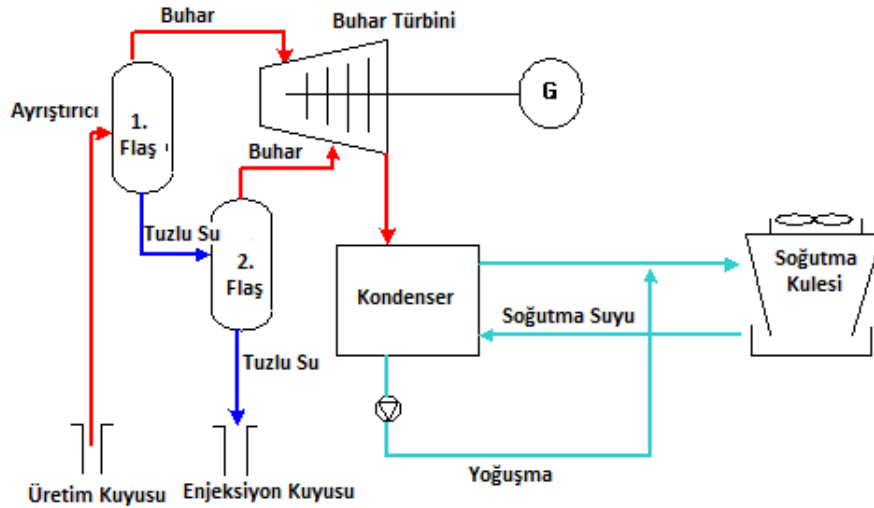 Buhar
Buhar Türbini
Ayrıştırıcı
1.
Flaş
G
Buhar
Tuzlu Su
2.
Flaş
Kondenser
Soğutma
Kulesi
Soğutma Suyu
Tuzlu Su
Yoğuşma
Üretim Kuyusu
Enjeksiyon Kuyusu